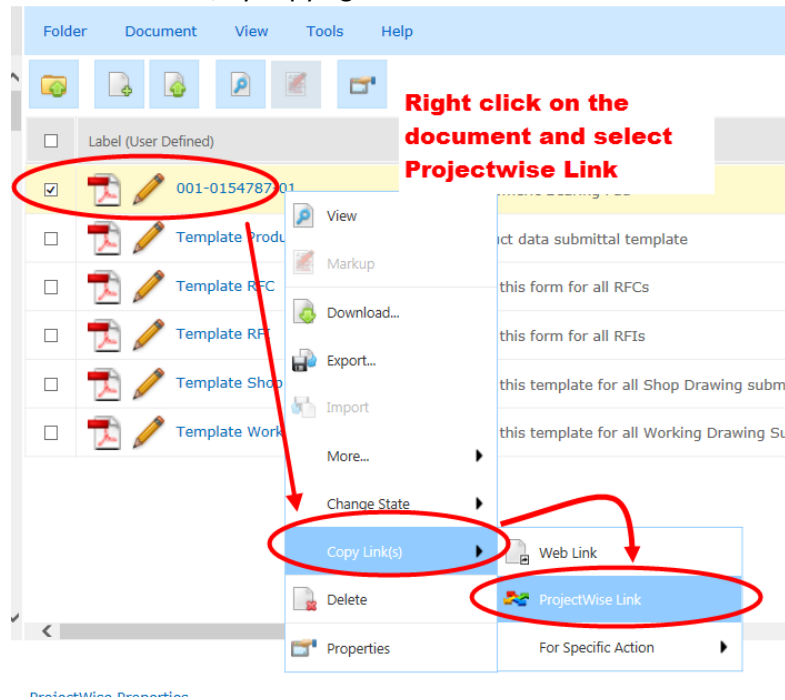 Folder Document View Tools Help
Right click on the
document and select
Projectwise Link
Label (User Defined)
001-0154787-01
View
Template Produ
ct data submittal template
Markup
Template RFC
this form for all RFCs
Download...
Template RFI
this form for all RFIs
Export...
Template Shop
this template for all Shop Drawing subm
Import
Template Work
this template for all Working Drawing Su
More...
Change State
Copy Link(s)
Web Link
Delete
ProjectWise Link
Properties
For Specific Action
ProjectWise Properties